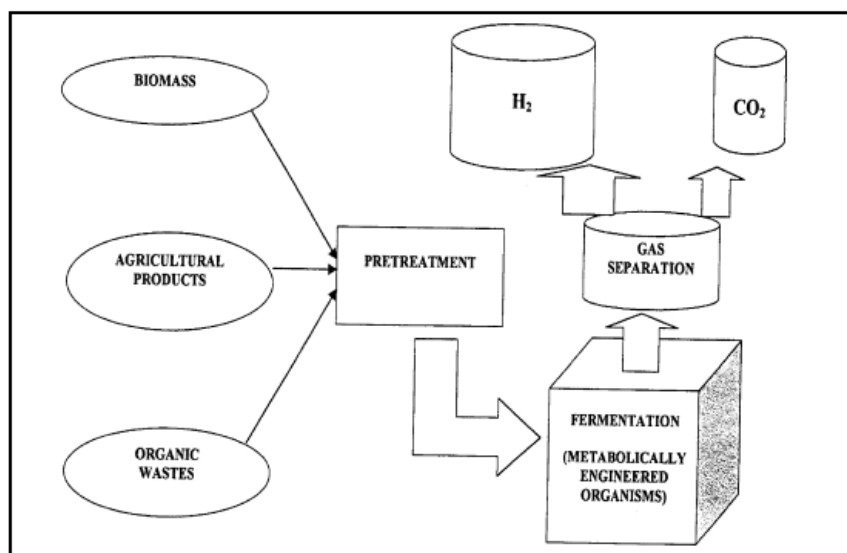 BIOMASS
AGRICULTURAL
PRODUCTS
ORGANIC
WASTES
PRETREATMENT
H₂
CO₂
GAS
SEPARATION
FERMENTATION
(METABOLICALLY
ENGINEERED
ORGANISMS)